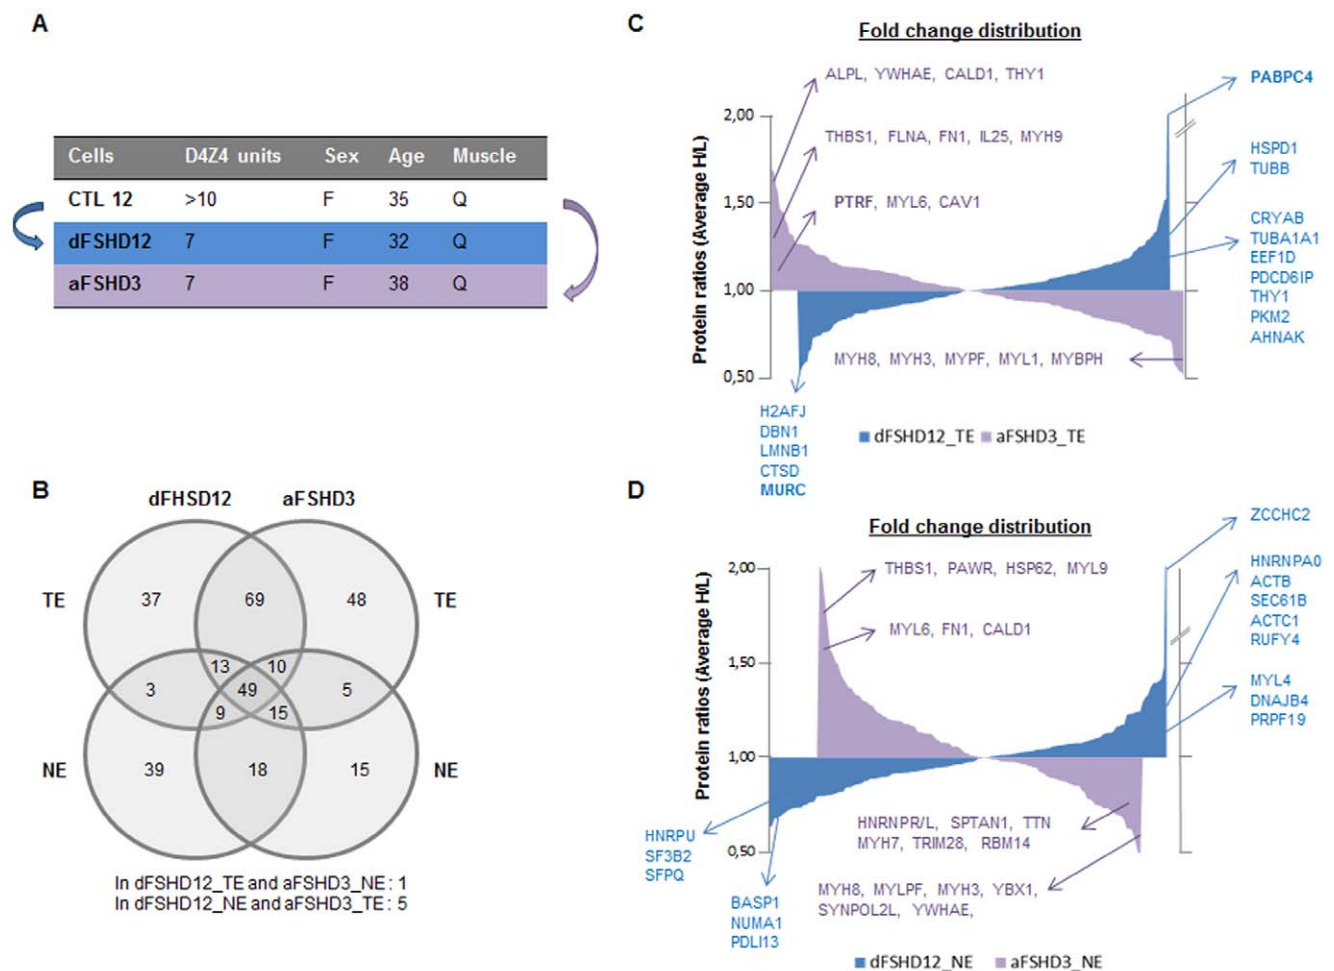 A
Cells D4Z4 units Sex Age Muscle
CTL 12 >10 F 35 Q
dFSHD12 7 F 32 Q
aFSHD3 7 F 38 Q
B
dFHSD12 aFSHD3
TE 37 69 48 TE
13 10
3 49 5
9 15
NE 39 18 15 NE
In dFSHD12_TE and aFSHD3_NE : 1
In dFSHD12_NE and aFSHD3_TE : 5
C
Fold change distribution
Protein ratios (Average H/L)
2,00
1,50
1,00
0,50
ALPL, YWHAE, CALD1, THY1
THBS1, FLNA, FN1, IL25, MYH9
PTRF, MYL6, CAV1
MYH8, MYH3, MYPF, MYL1, MYBPH
PABPC4
HSPD1
TUBB
CRYAB
TUBA1A1
EEF1D
PDCD6IP
THY1
PKM2
AHNAK
H2AFJ
DBN1
LMNB1
CTSD
MURC
dFSHD12_TE aFSHD3_TE
D
Fold change distribution
Protein ratios (Average H/L)
2,00
1,50
1,00
0,50
THBS1, PAWR, HSP62, MYL9
MYL6, FN1, CALD1
ZCCHC2
HNRNPA0
ACTB
SEC61B
ACTC1
RUFY4
MYL4
DNAJB4
PRPF19
HNRPU
SF3B2
SFPQ
BASP1
NUMA1
PDLI13
HNRNPR/L, SPTAN1, TTN
MYH7, TRIM28, RBM14
MYH8, MYLPF, MYH3, YBX1,
SYNPOL2L, YWHAE,
dFSHD12_NE aFSHD3_NE